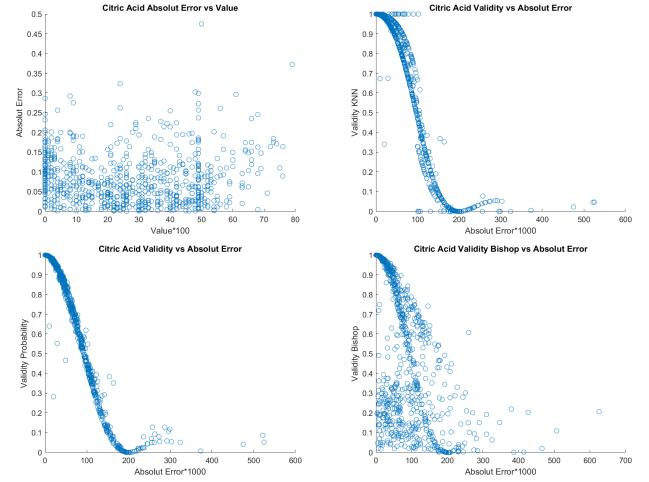 Citric Acid Absolut Error vs Value
0.5
0.45
0.4
0.35
0.3
0.25
0.2
0.15
0.1
0.05
0
Absolut Error
0 10 20 30 40 50 60 70 80
Value*100
Citric Acid Validity vs Absolut Error
1
0.9
0.8
0.7
0.6
0.5
0.4
0.3
0.2
0.1
0
Validity KNN
0 100 200 300 400 500 600
Absolut Error*1000
Citric Acid Validity vs Absolut Error
1
0.9
0.8
0.7
0.6
0.5
0.4
0.3
0.2
0.1
0
Validity Probability
0 100 200 300 400 500 600
Absolut Error*1000
Citric Acid Validity Bishop vs Absolut Error
1
0.9
0.8
0.7
0.6
0.5
0.4
0.3
0.2
0.1
0
Validity Bishop
0 100 200 300 400 500 600 700
Absolut Error*1000